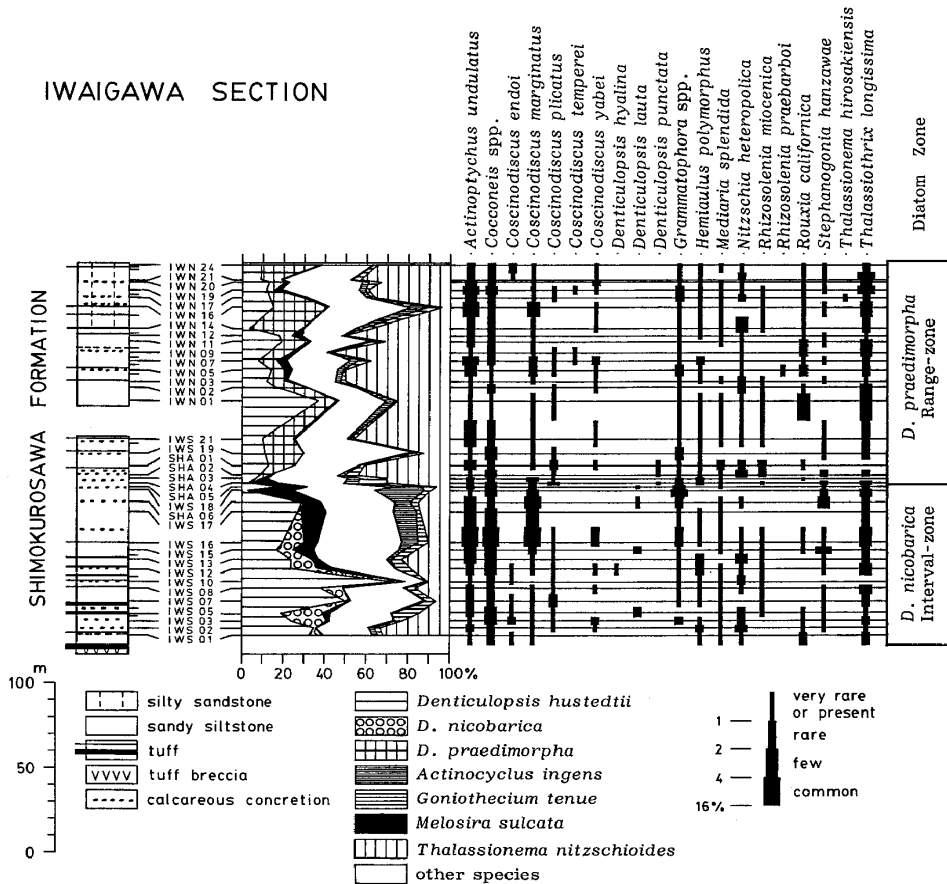 IWAIGAWA SECTION
Actinoptychus undulatus
Cocconeis spp.
Coscinodiscus endoi
Coscinodiscus marginatus
Coscinodiscus plicatus
Coscinodiscus temperei
Coscinodiscus yabei
Denticulopsis hyalina
Denticulopsis lauta
Denticulopsis punctata
Grammatophora spp.
Hemiaulus polymorphus
Mediaria splendida
Nitzschia heteropolica
Rhizosolenia miocenica
Rhizosolenia praebarboi
Rouxia californica
Stephanogonia hanzawae
Thalassionema hirosakiensis
Thalassiothrix longissima
Diatom Zone
SHIMOKUROSAWA FORMATION
IWN 24
IWN 21
IWN 20
IWN 19
IWN 17
IWN 16
IWN 14
IWN 12
IWN 11
IWN 09
IWN 07
IWN 05
IWN 03
IWN 02
IWN 01
IWS 21
IWS 19
SHA 01
SHA 02
SHA 03
SHA 04
SHA 05
IWS 18
SHA 06
IWS 17
IWS 16
IWS 15
IWS 13
IWS 12
IWS 10
IWS 08
IWS 07
IWS 05
IWS 03
IWS 02
IWS 01
D. praedimorpha
Range-zone
D. nicobarica
Interval-zone
0 20 40 60 80 100%
m
100
50
0
silty sandstone
sandy siltstone
tuff
tuff breccia
calcareous concretion
Denticulopsis hustedtii
D. nicobarica
D. praedimorpha
Actinocyclus ingens
Goniothecium tenue
Melosira sulcata
Thalassionema nitzschioides
other species
very rare
or present
1
rare
2
few
4
common
16%